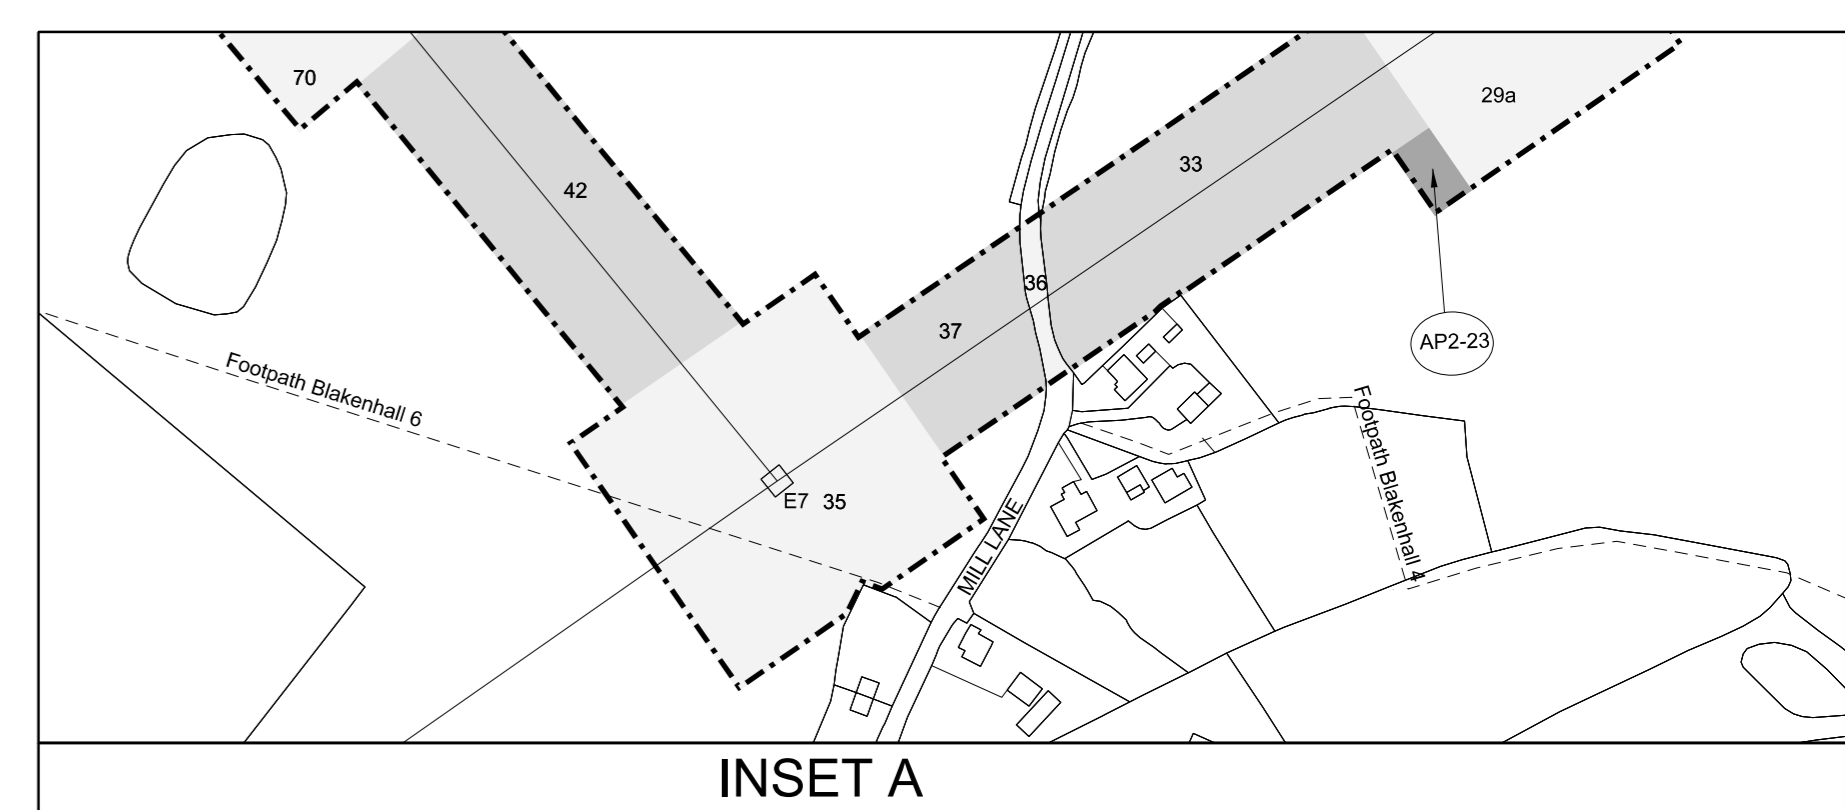 70
29a
33
42
36
37
AP2-23
Footpath Blakenhall 6
Footpath Blakenhall 4
E7 35
MILL LANE
INSET A